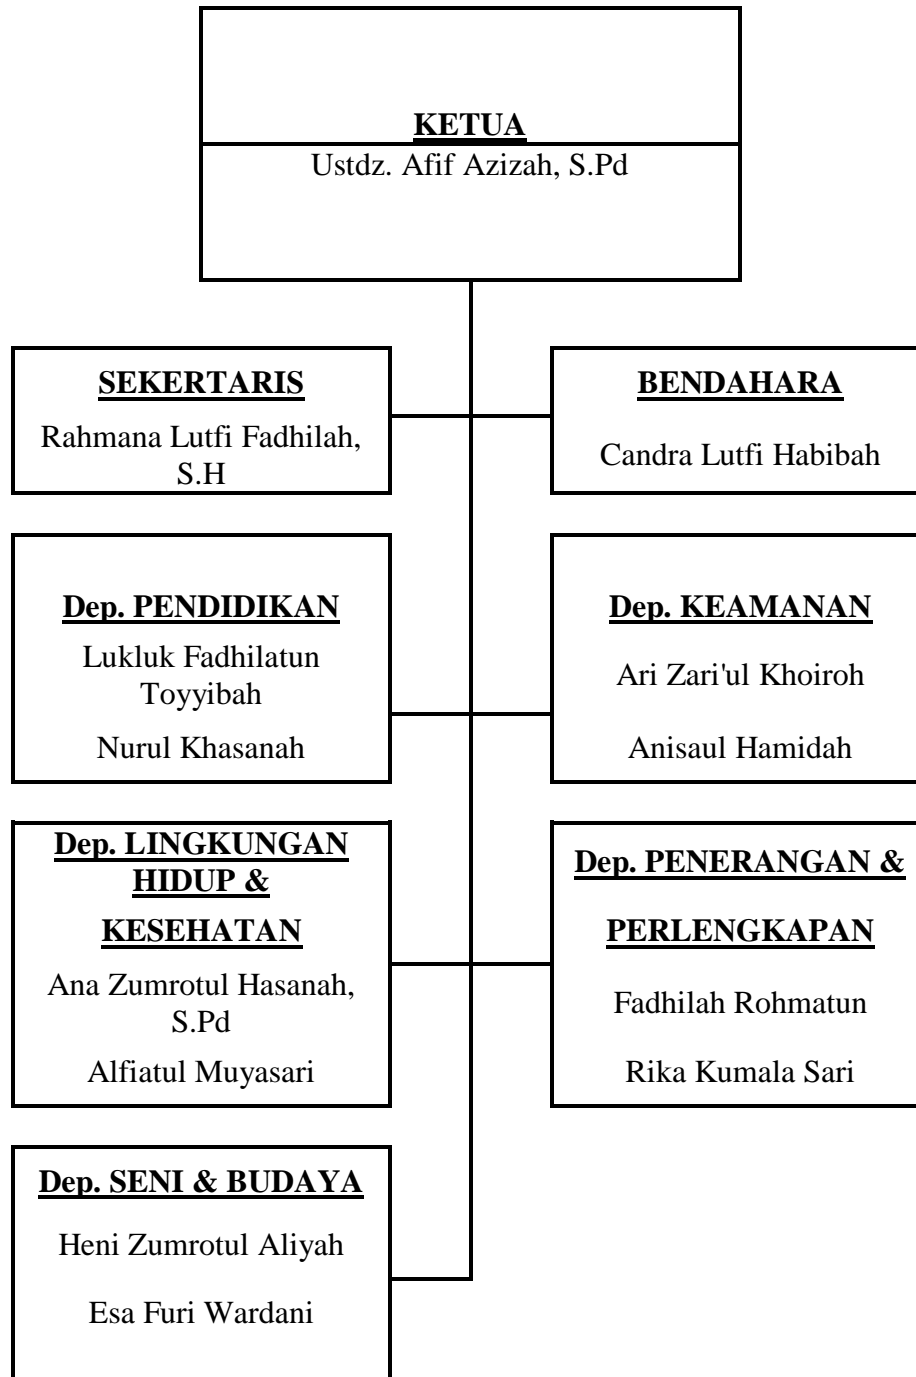 KETUA
Ustdz. Afif Azizah, S.Pd
SEKERTARIS
Rahmana Lutfi Fadhilah,
S.H
BENDAHARA
Candra Lutfi Habibah
Dep. PENDIDIKAN
Lukluk Fadhilatun
Toyyibah
Nurul Khasanah
Dep. KEAMANAN
Ari Zari'ul Khoiroh
Anisaul Hamidah
Dep. LINGKUNGAN
HIDUP &
KESEHATAN
Ana Zumrotul Hasanah,
S.Pd
Alfiatul Muyasari
Dep. PENERANGAN &
PERLENGKAPAN
Fadhilah Rohmatun
Rika Kumala Sari
Dep. SENI & BUDAYA
Heni Zumrotul Aliyah
Esa Furi Wardani